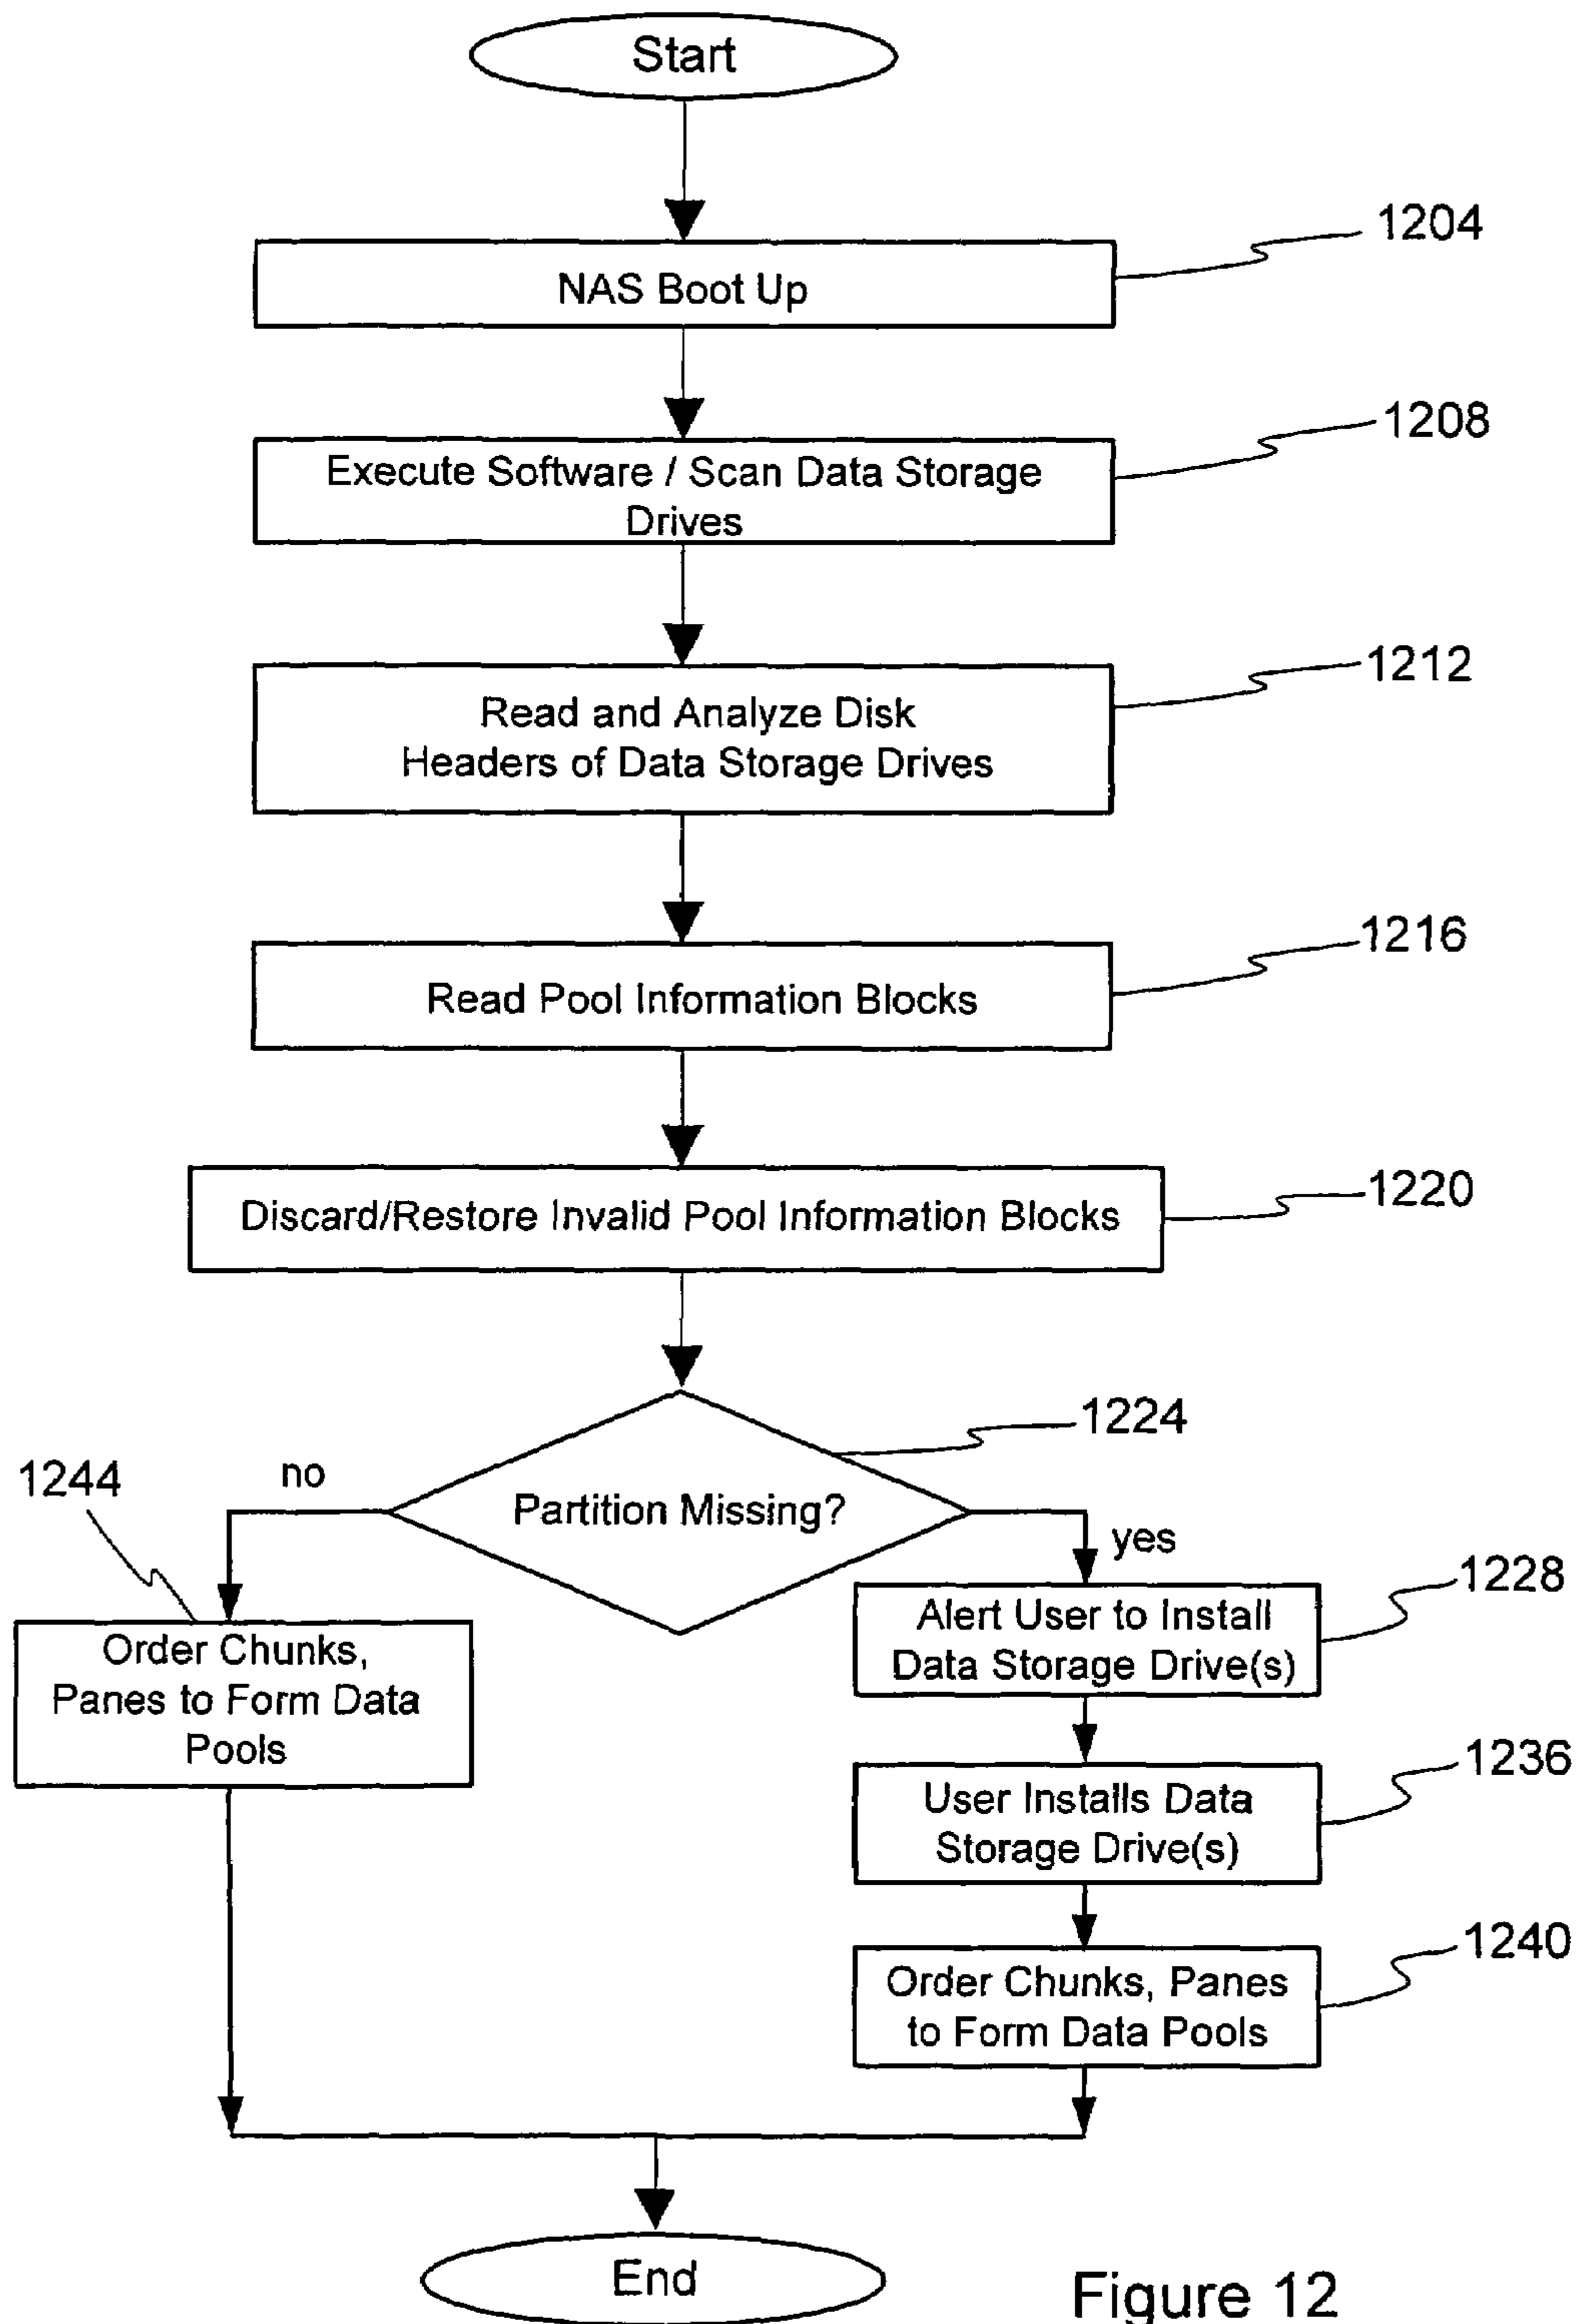 Start
1204
NAS Boot Up
1208
Execute Software / Scan Data Storage
Drives
1212
Read and Analyze Disk
Headers of Data Storage Drives
1216
Read Pool Information Blocks
1220
Discard/Restore Invalid Pool Information Blocks
1224
Partition Missing?
no
1244
Order Chunks,
Panes to Form Data
Pools
yes
1228
Alert User to Install
Data Storage Drive(s)
1236
User Installs Data
Storage Drive(s)
1240
Order Chunks, Panes
to Form Data Pools
End
Figure 12